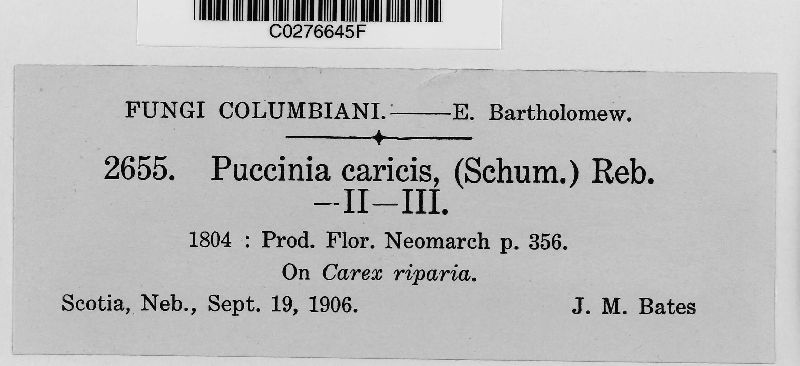 C0276645F
FUNGI COLUMBIANI.——E. Bartholomew.
2655. Puccinia caricis, (Schum.) Reb.
—II—III.
1804 : Prod. Flor. Neomarch p. 356.
On Carex riparia.
Scotia, Neb., Sept. 19, 1906. J. M. Bates